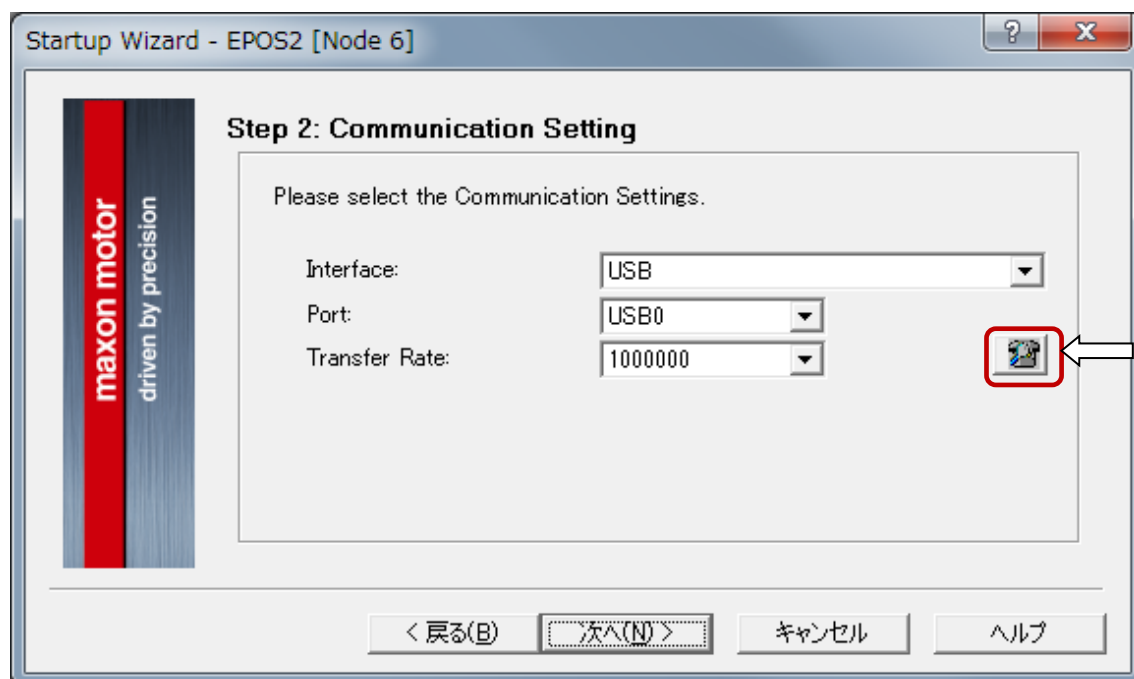 Startup Wizard - EPOS2 [Node 6]
Step 2: Communication Setting
maxon motor
driven by precision
Please select the Communication Settings.
Interface: USB
Port: USB0
Transfer Rate: 1000000
< 戻る(B) 次へ(N) > キャンセル ヘルプ